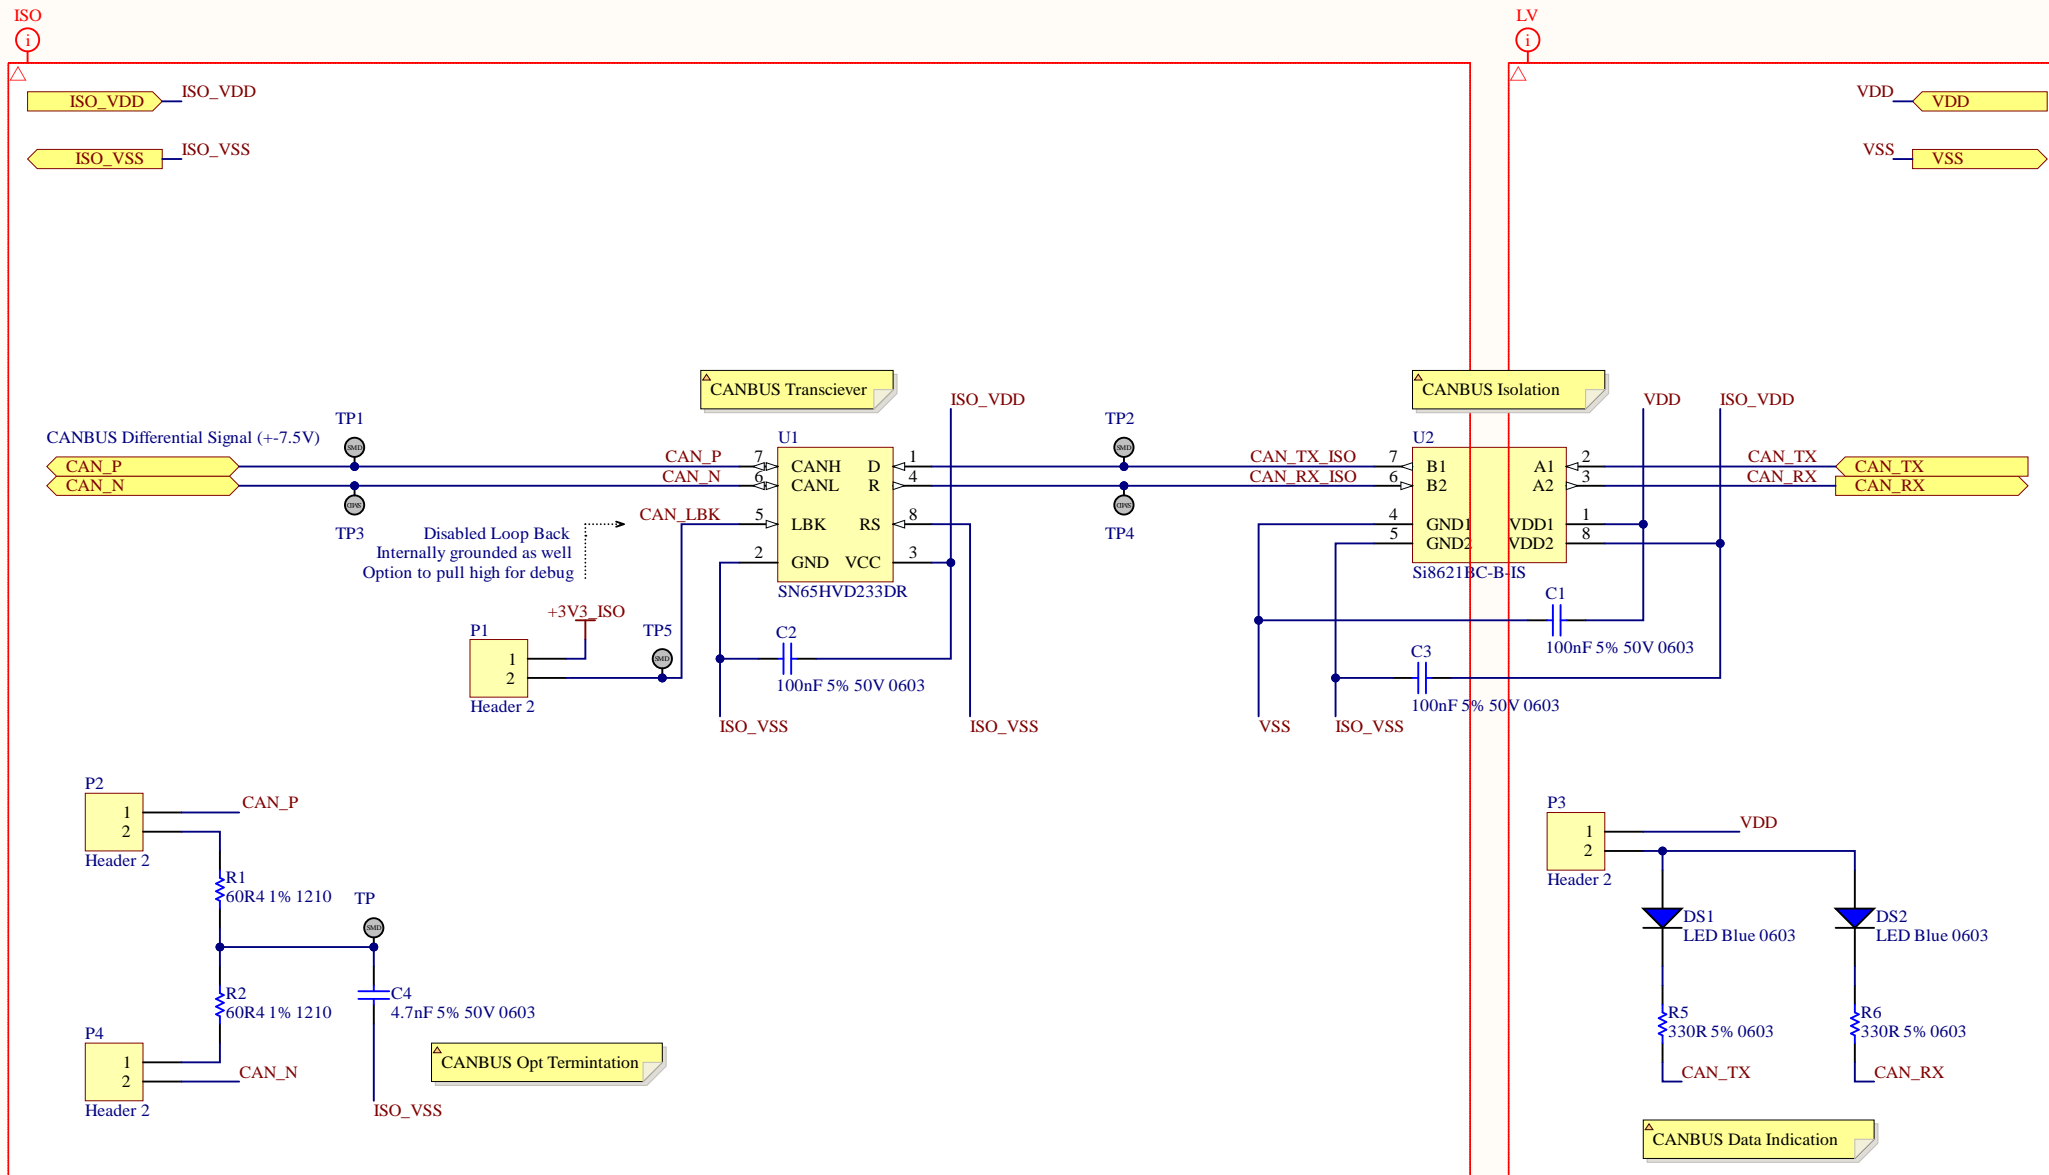 ISO
i
LV
i
ISO_VDD
ISO_VDD
VDD
VDD
ISO_VSS
ISO_VSS
VSS
VSS
CANBUS Transciever
CANBUS Isolation
CANBUS Differential Signal (+-7.5V)
CAN_P
CAN_N
TP1
TP3
SMD
SMD
CAN_P
CAN_N
CAN_LBK
Disabled Loop Back
Internally grounded as well
Option to pull high for debug
U1
7
6
5
2
CANH
CANL
LBK
GND
D
R
RS
VCC
1
4
8
3
SN65HVD233DR
ISO_VDD
TP2
TP4
SMD
SMD
CAN_TX_ISO
CAN_RX_ISO
U2
7
6
4
5
B1
B2
GND1
GND2
A1
A2
VDD1
VDD2
2
3
1
8
Si8621BC-B-IS
VDD
ISO_VDD
CAN_TX
CAN_RX
CAN_TX
CAN_RX
+3V3_ISO
P1
1
2
Header 2
TP5
SMD
C2
100nF 5% 50V 0603
ISO_VSS
ISO_VSS
C1
100nF 5% 50V 0603
C3
100nF 5% 50V 0603
VSS
ISO_VSS
P2
1
2
Header 2
CAN_P
R1
60R4 1% 1210
TP
SMD
R2
60R4 1% 1210
C4
4.7nF 5% 50V 0603
P4
1
2
Header 2
CAN_N
CANBUS Opt Termintation
ISO_VSS
P3
1
2
Header 2
VDD
DS1
LED Blue 0603
DS2
LED Blue 0603
R5
330R 5% 0603
R6
330R 5% 0603
CAN_TX
CAN_RX
CANBUS Data Indication